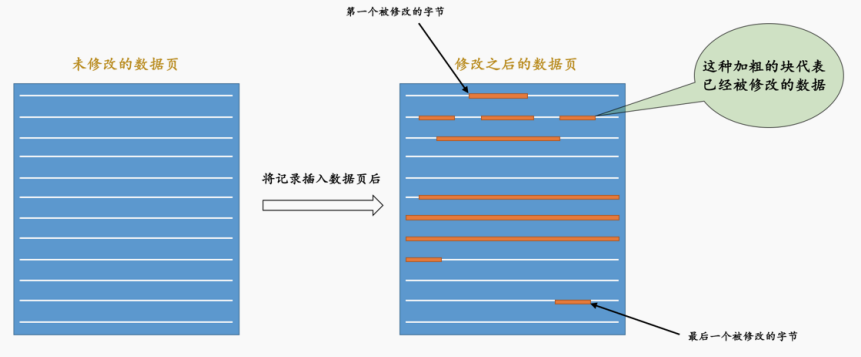 第一个被修改的字节
未修改的数据页
修改之后的数据页
这种加粗的块代表
已经被修改的数据
将记录插入数据页后
最后一个被修改的字节